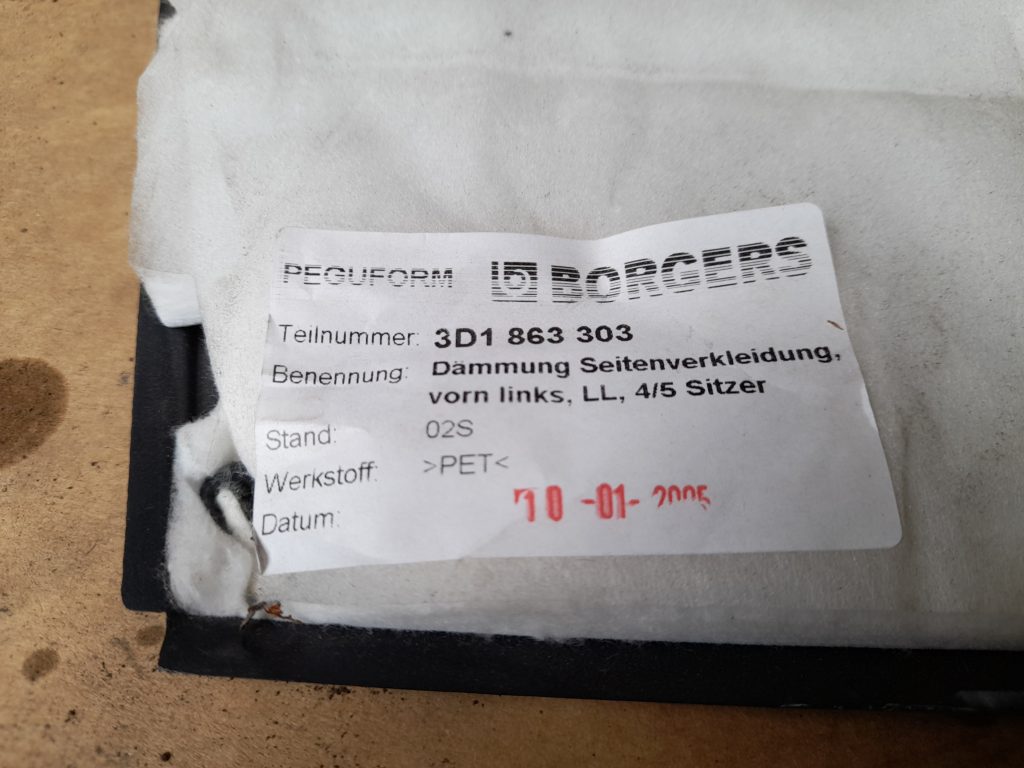 PEGUFORM BORGERS
Teilnummer: 3D1 863 303
Benennung: Dämmung Seitenverkleidung,
vorn links, LL, 4/5 Sitzer
Stand: 02S
Werkstoff: >PET<
Datum: 10 -01- 2005